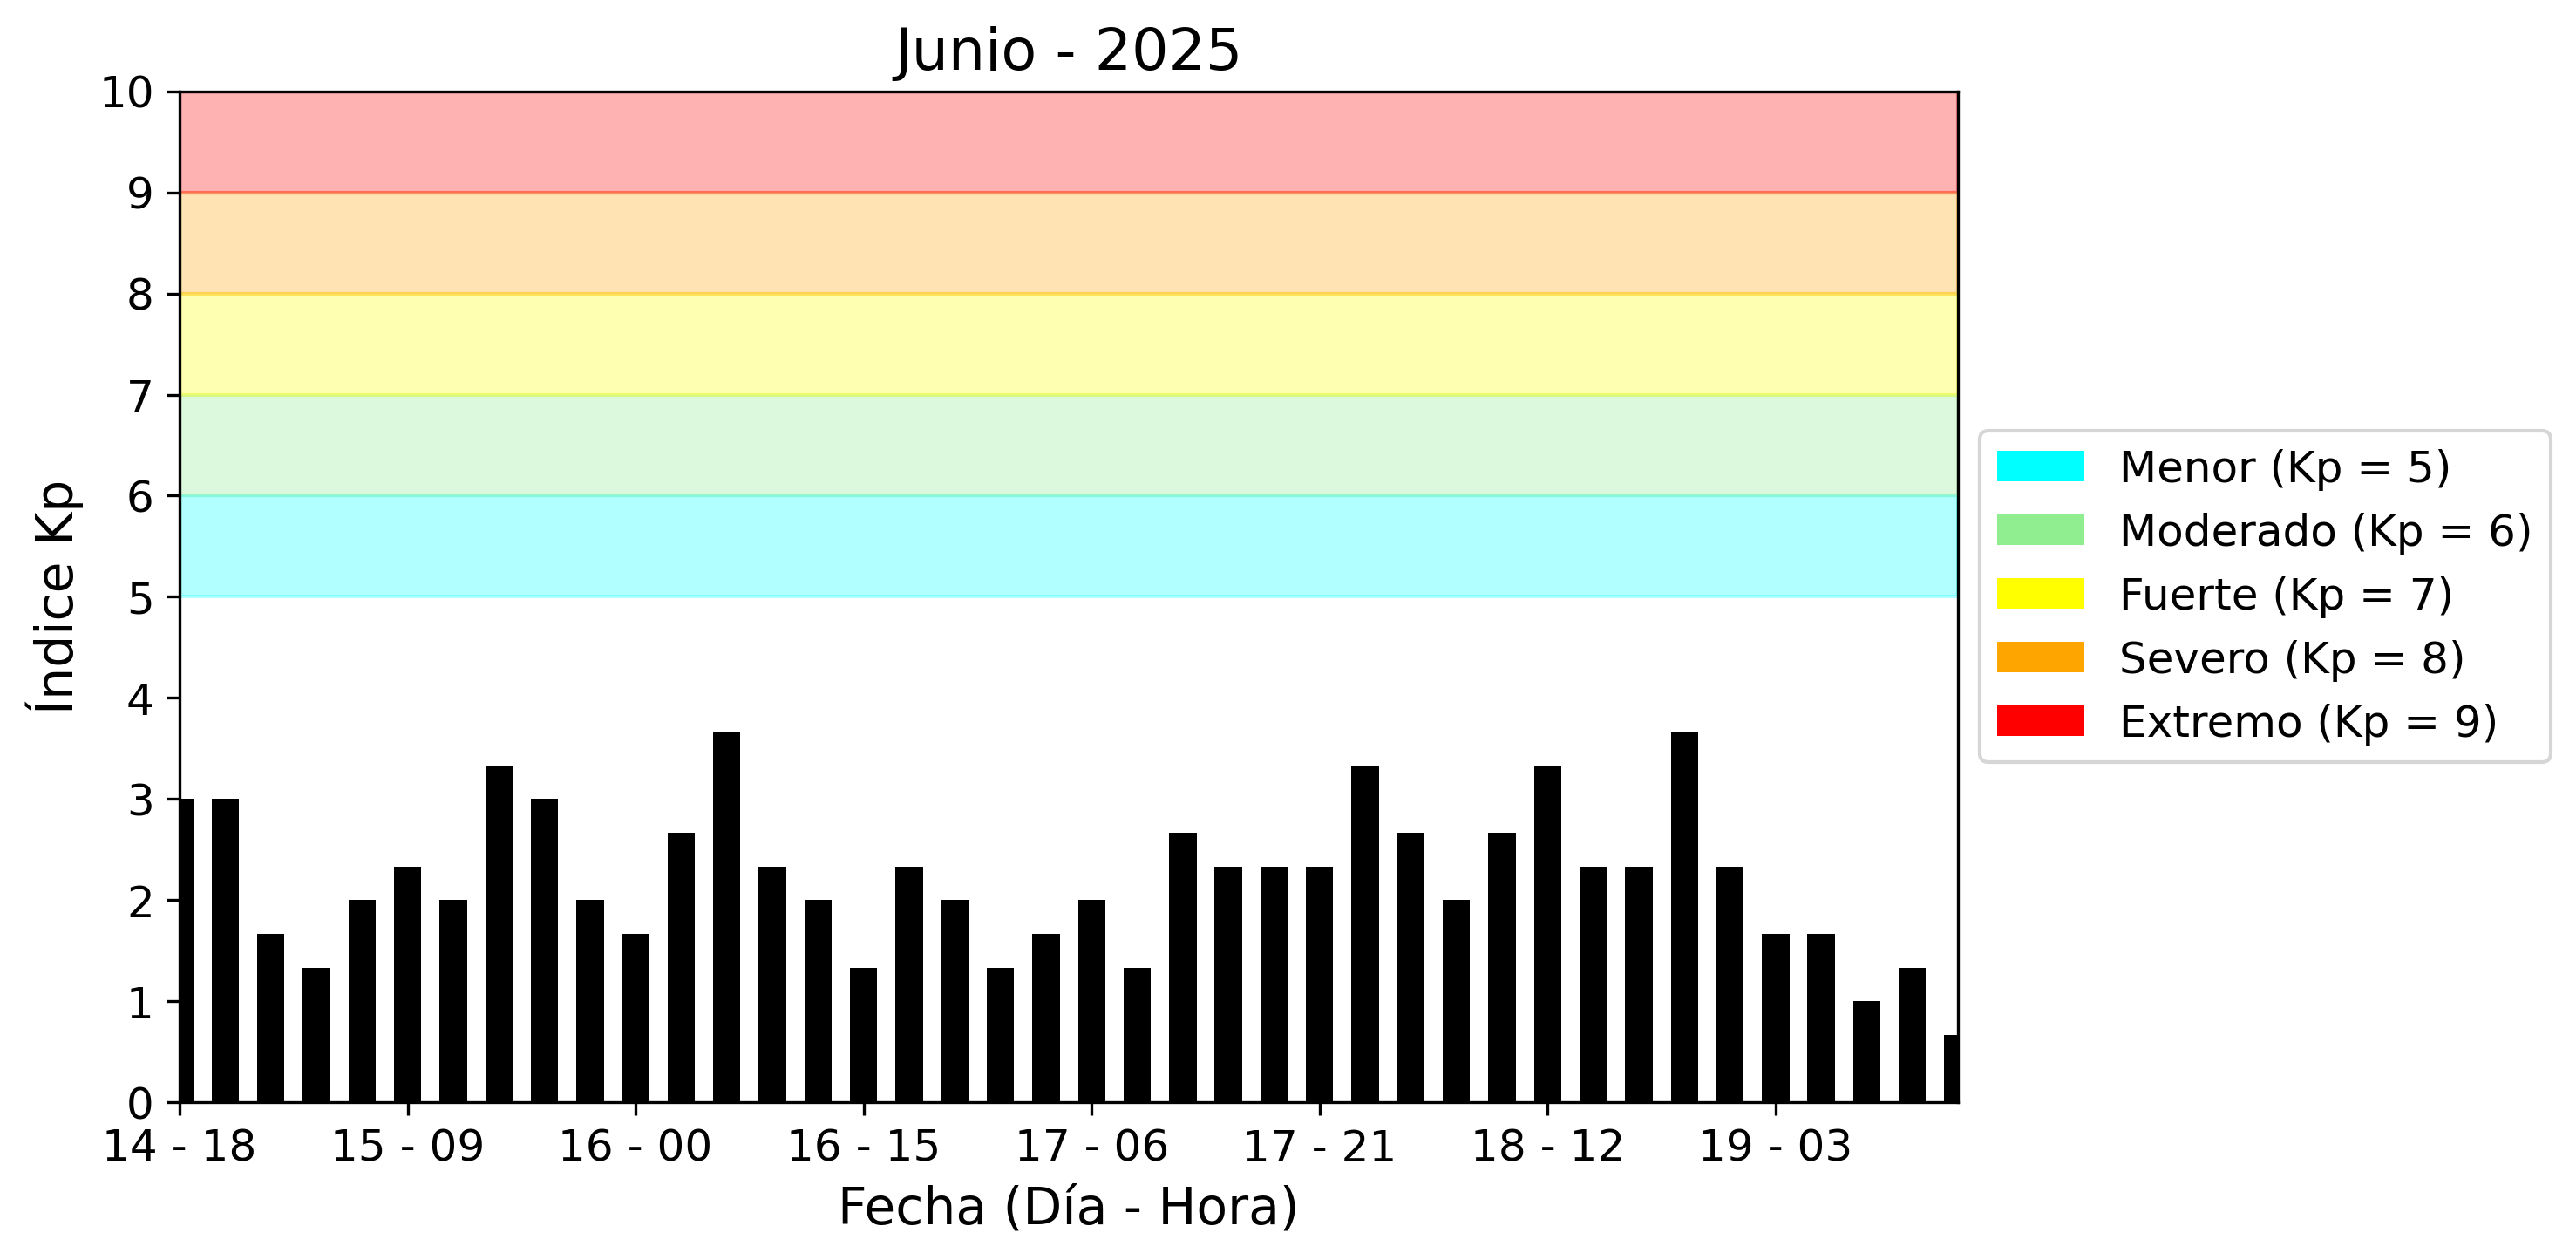 Junio - 2025
10
9
8
7
6
5
4
3
2
1
0
Índice Kp
14 - 18
15 - 09
16 - 00
16 - 15
17 - 06
17 - 21
18 - 12
19 - 03
Fecha (Día - Hora)
Menor (Kp = 5)
Moderado (Kp = 6)
Fuerte (Kp = 7)
Severo (Kp = 8)
Extremo (Kp = 9)